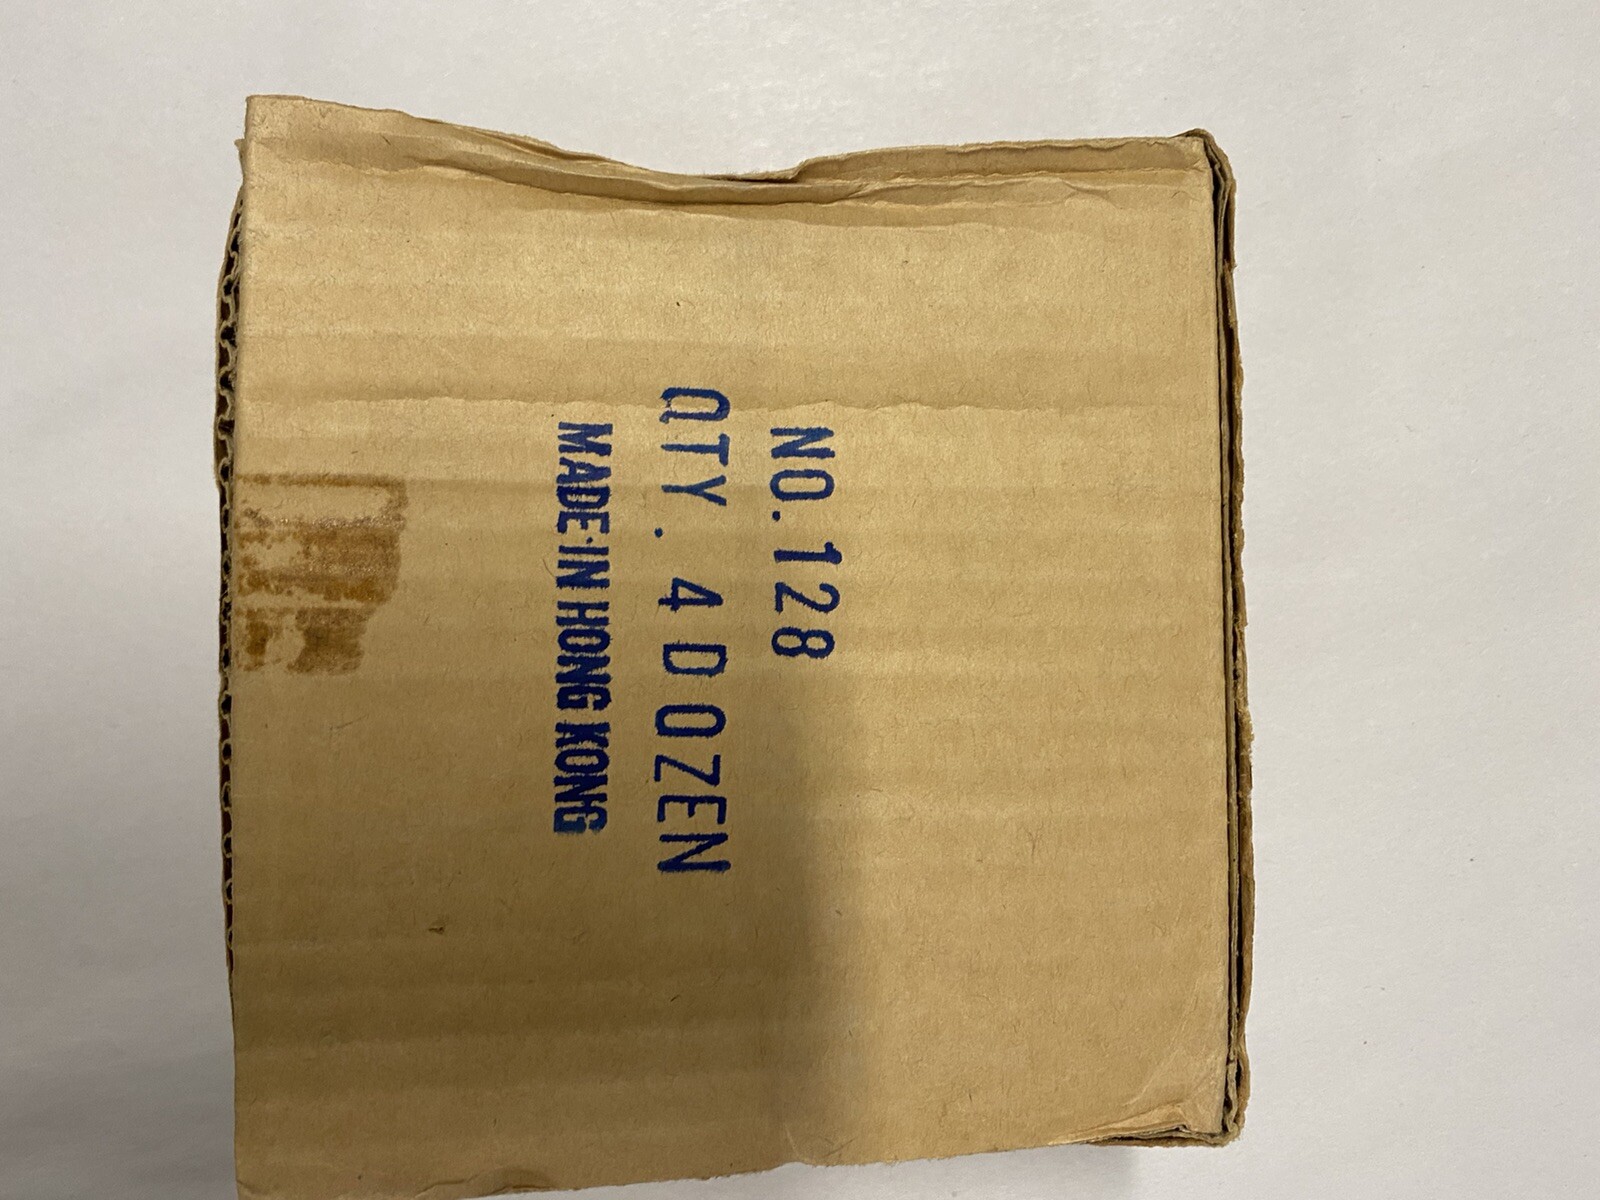 NO. 128
QTY. 4 DOZEN
MADE IN HONG KONG